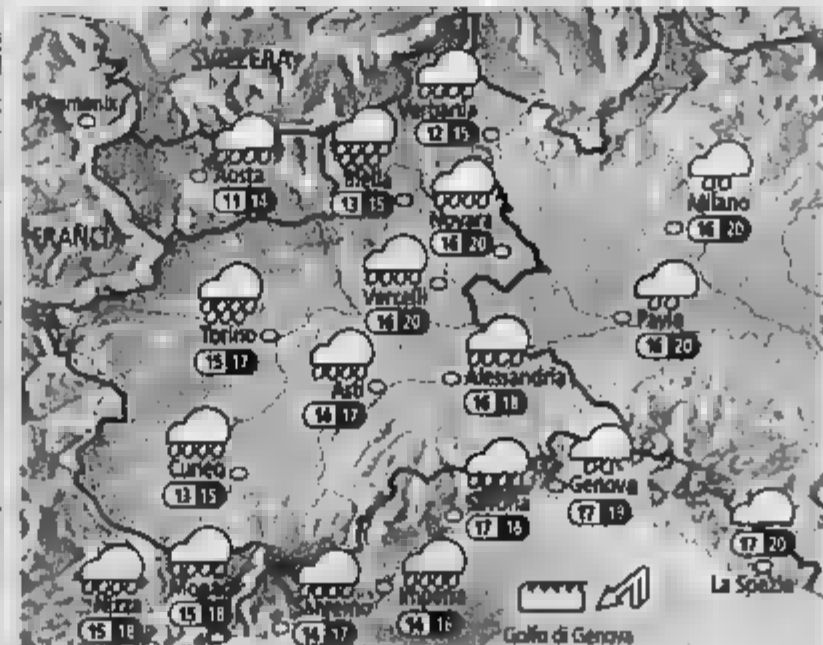 SVIZZERA
Chamonix
Verbania
12 15
Aosta
11 14
Biella
13 15
Milano
16 20
Novara
16 20
FRANCIA
Vercelli
16 20
Pavia
16 20
Torino
15 17
Asti
14 17
Alessandria
16 18
Cuneo
13 15
Savona
17 18
Genova
17 19
17 20
La Spezia
Nizza
15 18
15 18
Sanremo
14 17
Imperia
14 16
Golfo di Genova